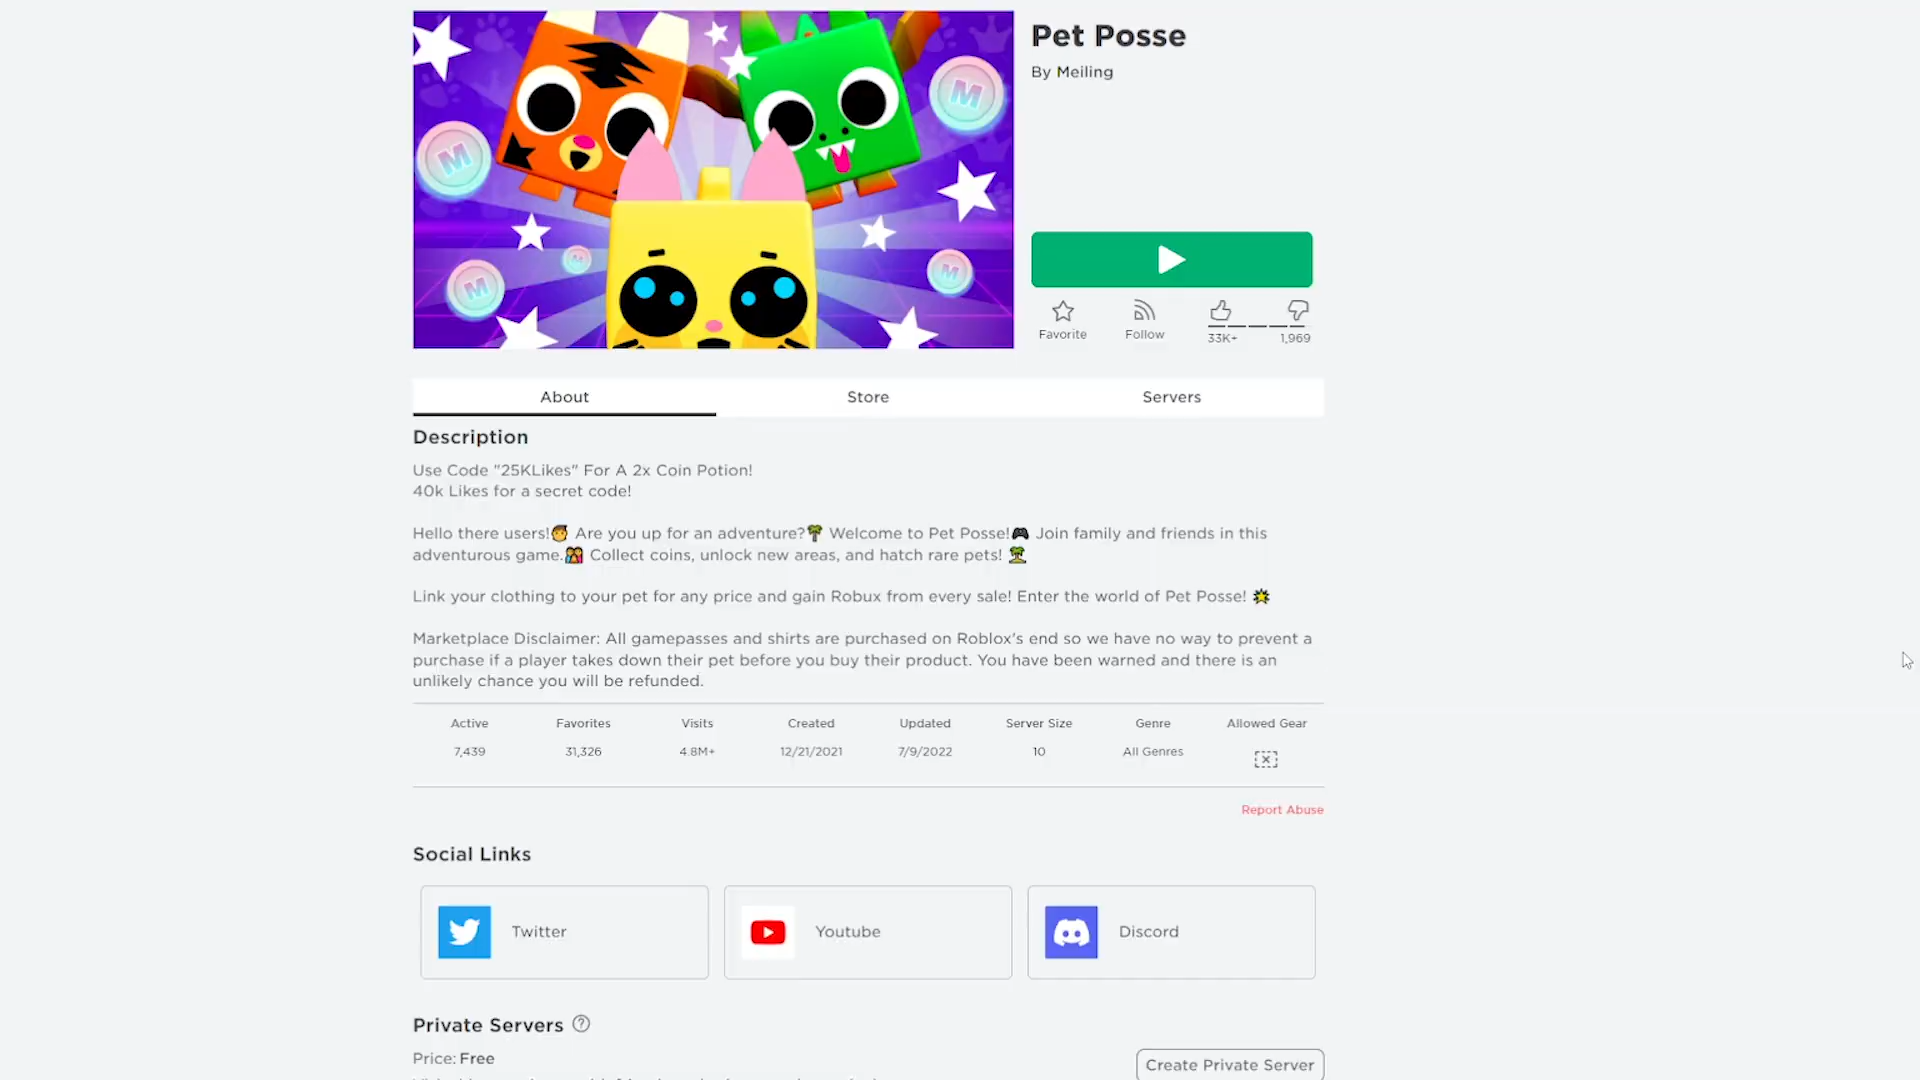 M
M
M
M
M
M
Pet Posse
By Meiling
Favorite
Follow
33K+
1,969
About
Store
Servers
Description
Use Code "25KLikes" For A 2x Coin Potion!
40k Likes for a secret code!
Hello there users!🧒 Are you up for an adventure?🌴 Welcome to Pet Posse!🎮 Join family and friends in this
adventurous game.👫 Collect coins, unlock new areas, and hatch rare pets! 🏝️
Link your clothing to your pet for any price and gain Robux from every sale! Enter the world of Pet Posse! 🌟
Marketplace Disclaimer: All gamepasses and shirts are purchased on Roblox's end so we have no way to prevent a
purchase if a player takes down their pet before you buy their product. You have been warned and there is an
unlikely chance you will be refunded.
Active Favorites Visits Created Updated Server Size Genre Allowed Gear
7,439 31,326 4.8M+ 12/21/2021 7/9/2022 10 All Genres
Report Abuse
Social Links
Twitter
Youtube
Discord
Private Servers ?
Price: Free
Create Private Server